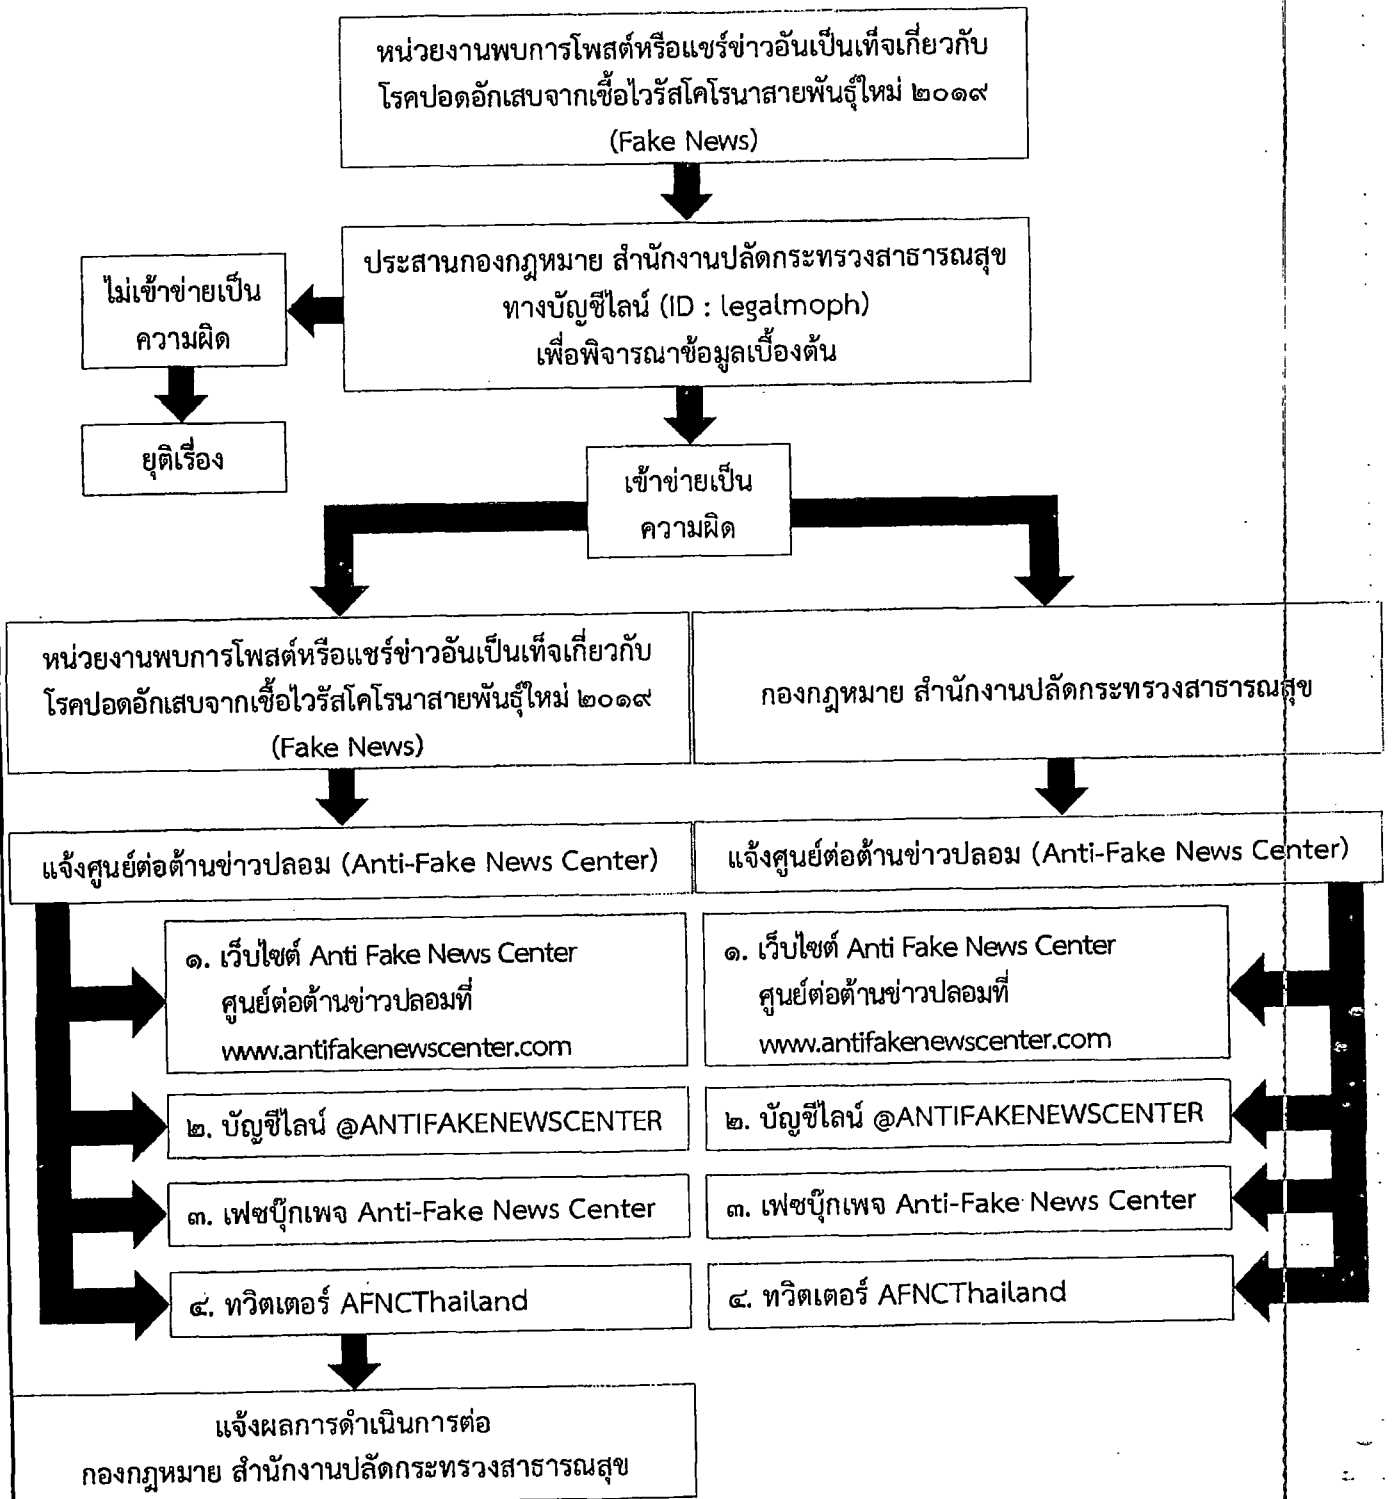 หน่วยงานพบการโพสต์หรือแชร์ข่าวอันเป็นเท็จเกี่ยวกับ
โรคปอดอักเสบจากเชื้อไวรัสโคโรนาสายพันธุ์ใหม่ ๒๐๑๙
(Fake News)
ประสานกองกฎหมาย สำนักงานปลัดกระทรวงสาธารณสุข
ทางบัญชีไลน์ (ID : legalmoph)
เพื่อพิจารณาข้อมูลเบื้องต้น
ไม่เข้าข่ายเป็น
ความผิด
ยุติเรื่อง
เข้าข่ายเป็น
ความผิด
หน่วยงานพบการโพสต์หรือแชร์ข่าวอันเป็นเท็จเกี่ยวกับ
โรคปอดอักเสบจากเชื้อไวรัสโคโรนาสายพันธุ์ใหม่ ๒๐๑๙
(Fake News)
กองกฎหมาย สำนักงานปลัดกระทรวงสาธารณสุข
แจ้งศูนย์ต่อต้านข่าวปลอม (Anti-Fake News Center)
แจ้งศูนย์ต่อต้านข่าวปลอม (Anti-Fake News Center)
๑. เว็บไซต์ Anti Fake News Center
ศูนย์ต่อต้านข่าวปลอมที่
www.antifakenewscenter.com
๒. บัญชีไลน์ @ANTIFAKENEWSCENTER
๓. เฟซบุ๊กเพจ Anti-Fake News Center
๔. ทวิตเตอร์ AFNCThailand
๑. เว็บไซต์ Anti Fake News Center
ศูนย์ต่อต้านข่าวปลอมที่
www.antifakenewscenter.com
๒. บัญชีไลน์ @ANTIFAKENEWSCENTER
๓. เฟซบุ๊กเพจ Anti-Fake News Center
๔. ทวิตเตอร์ AFNCThailand
แจ้งผลการดำเนินการต่อ
กองกฎหมาย สำนักงานปลัดกระทรวงสาธารณสุข